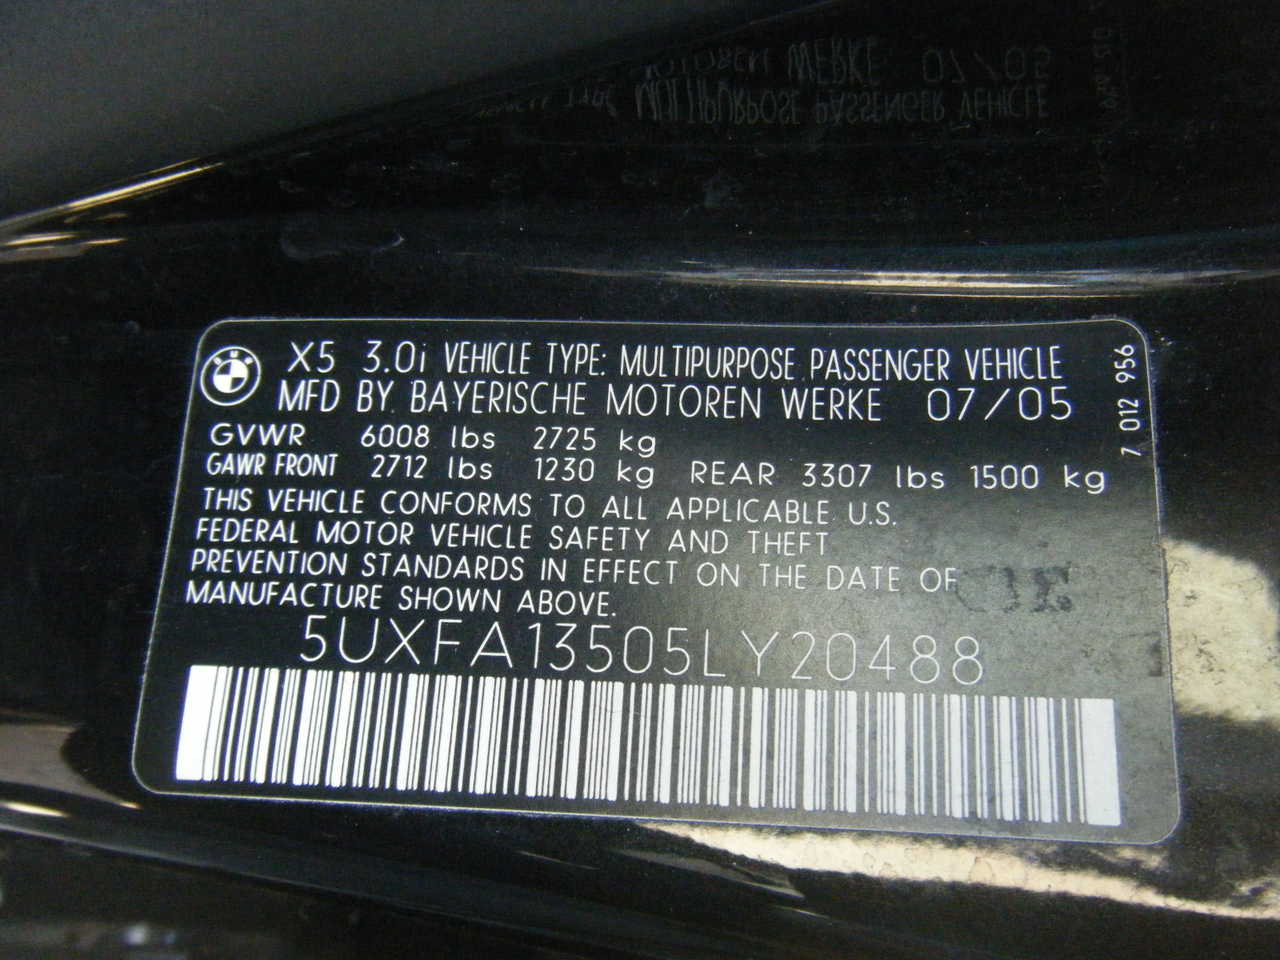 X5 3.0i VEHICLE TYPE: MULTIPURPOSE PASSENGER VEHICLE
MFD BY BAYERISCHE MOTOREN WERKE 07/05
GVWR 6008 lbs 2725 kg
GAWR FRONT 2712 lbs 1230 kg REAR 3307 lbs 1500 kg
THIS VEHICLE CONFORMS TO ALL APPLICABLE U.S.
FEDERAL MOTOR VEHICLE SAFETY AND THEFT
PREVENTION STANDARDS IN EFFECT ON THE DATE OF
MANUFACTURE SHOWN ABOVE.
5UXFA13505LY20488
7 012 956